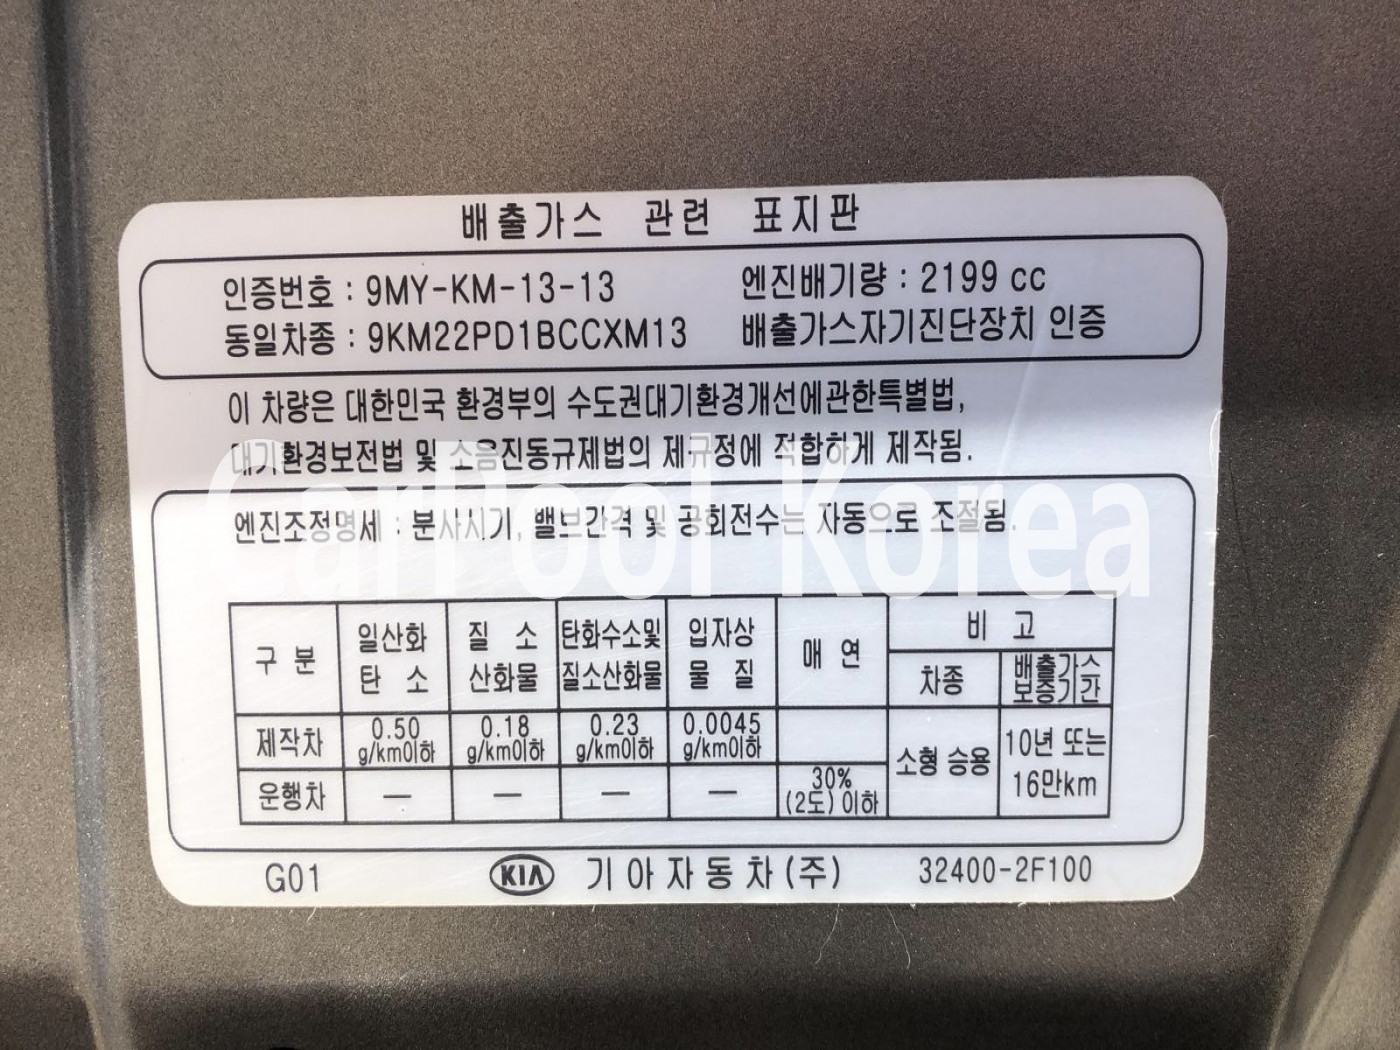 배출가스 관련 표지판
인증번호 : 9MY-KM-13-13 엔진배기량 : 2199 cc
동일차종 : 9KM22PD1BCCXM13 배출가스자기진단장치 인증
이 차량은 대한민국 환경부의 수도권대기환경개선에관한특별법,
대기환경보전법 및 소음진동규제법의 제규정에 적합하게 제작됨.
엔진조정명세 : 분사시기, 밸브간격 및 공회전수는 자동으로 조절됨.
CarPool Korea
구 분 일산화 탄 소 질 소 산화물 탄화수소및 질소산화물 입자상 물 질 매 연 비 고
차종 배출가스 보증기간
제작차 0.50 g/km이하 0.18 g/km이하 0.23 g/km이하 0.0045 g/km이하 소형 승용 10년 또는 16만km
운행차 — — — — 30% (2도) 이하
G01 KIA 기아자동차(주) 32400-2F100